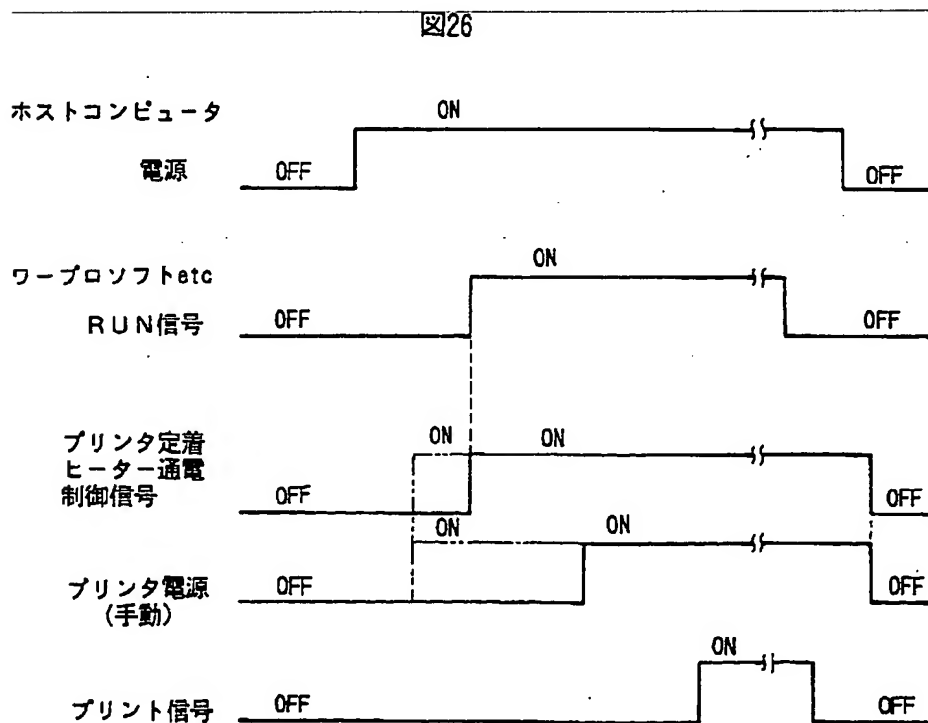 図26
ホストコンピュータ
電源
OFF
ON
OFF
ワープロソフトetc
RUN信号
OFF
ON
OFF
プリンタ定着
ヒーター通電
制御信号
OFF
ON
ON
OFF
プリンタ電源
(手動)
OFF
ON
ON
OFF
プリント信号
OFF
ON
OFF